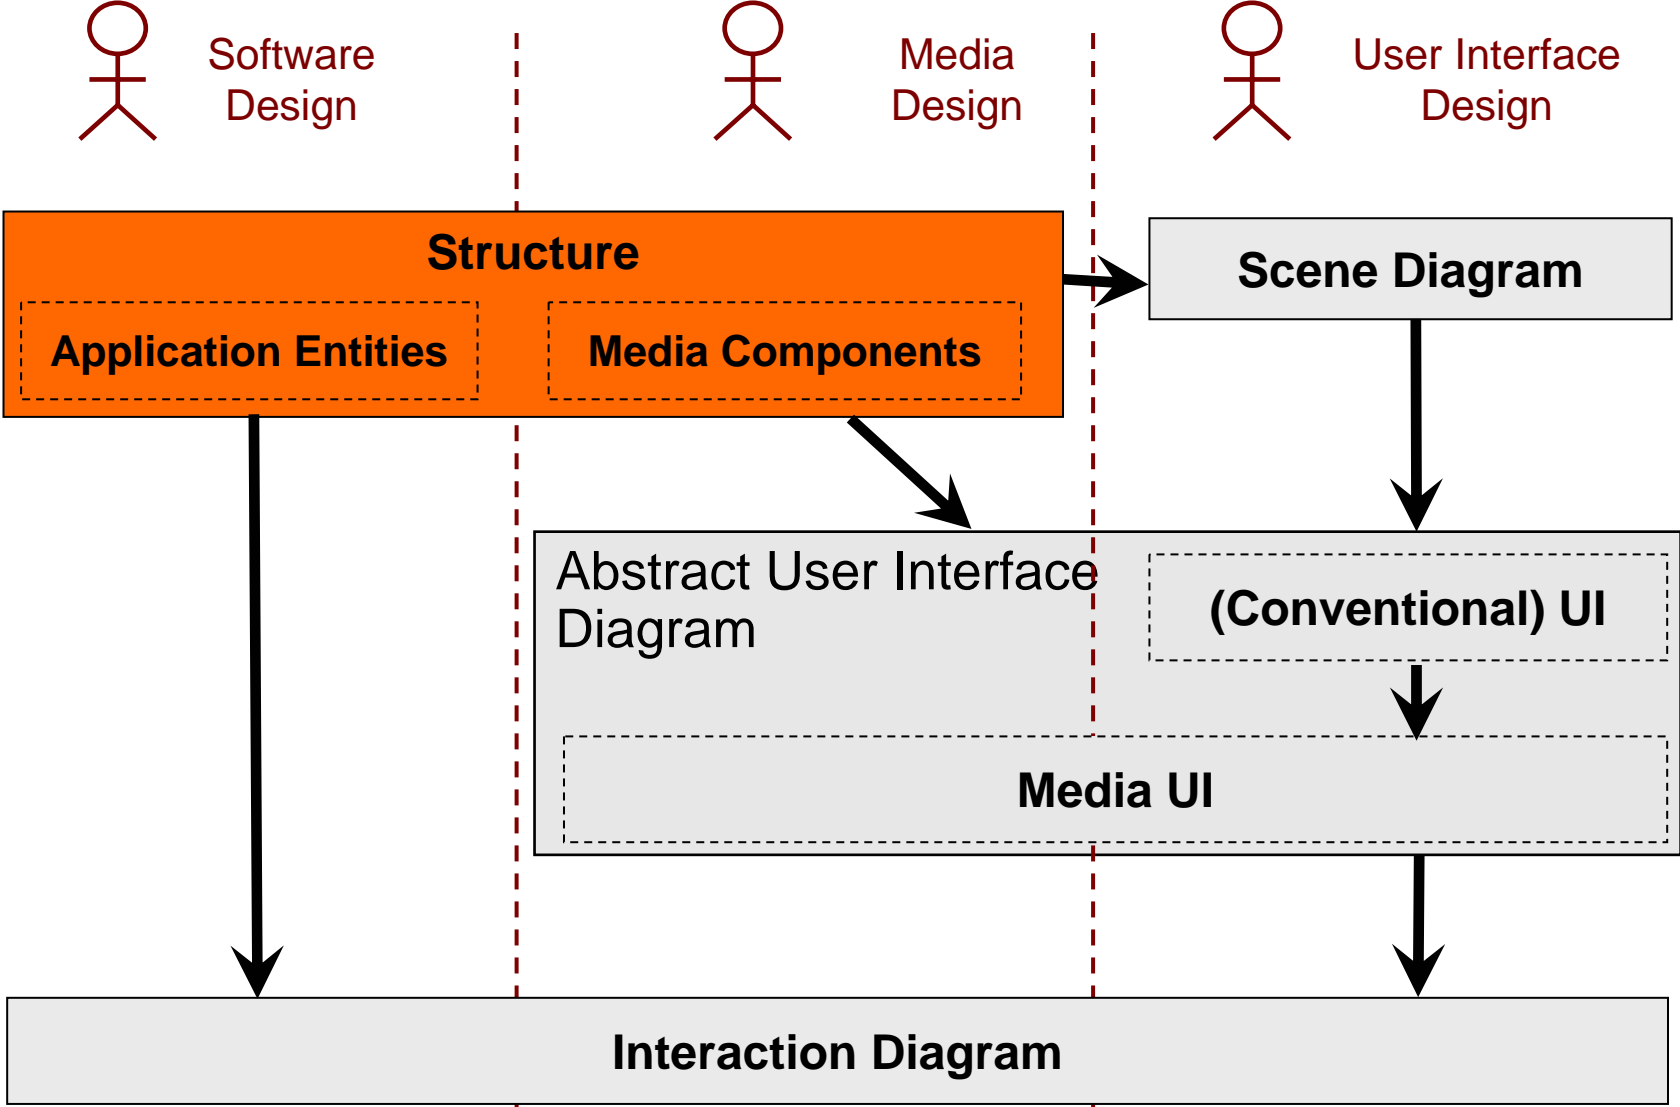 Software
Design
Media
Design
User Interface
Design
Structure
Application Entities
Media Components
Scene Diagram
Abstract User Interface
Diagram
(Conventional) UI
Media UI
Interaction Diagram